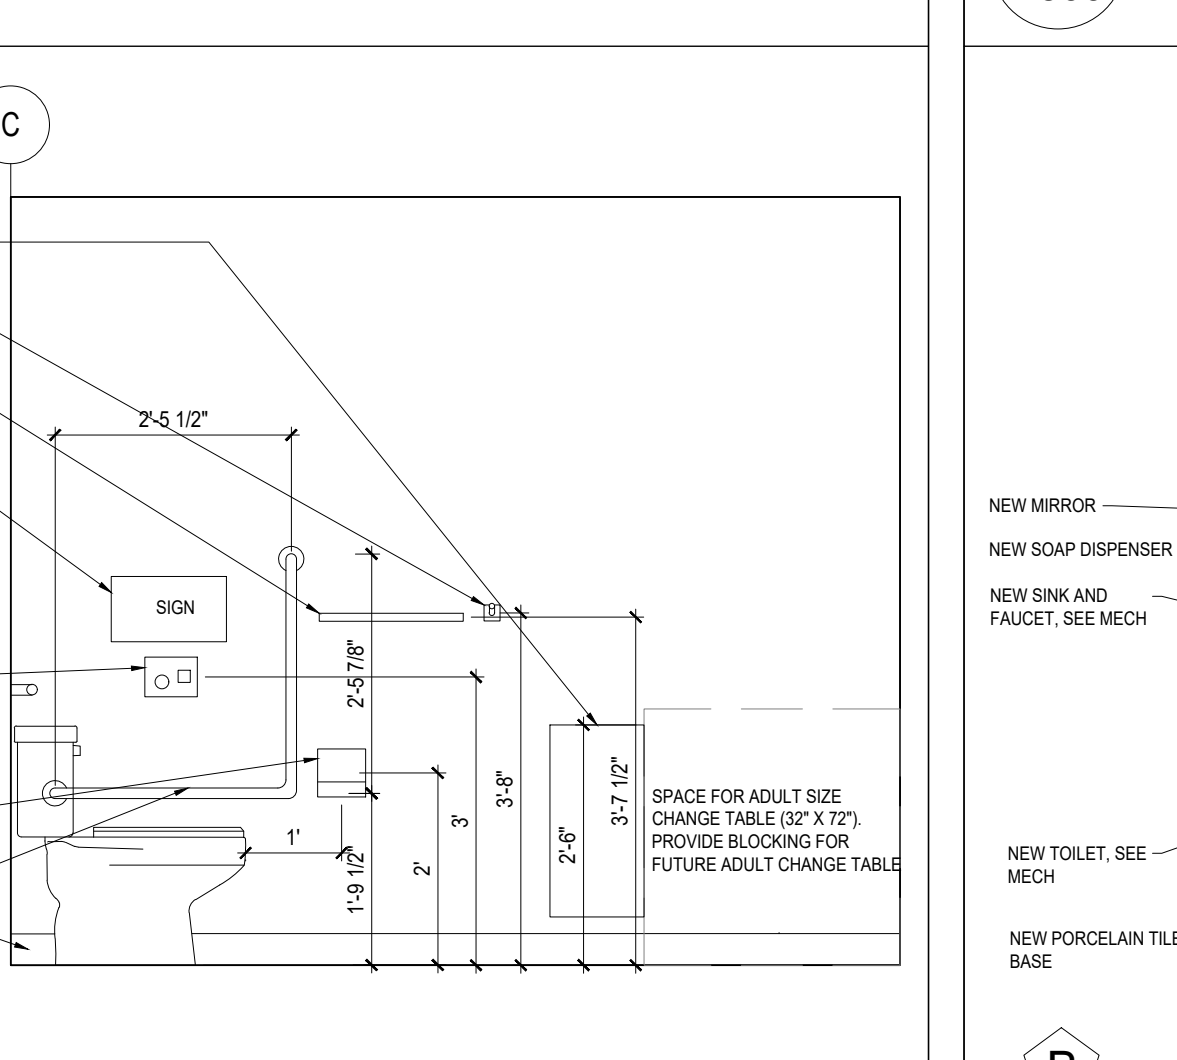 C
2'-5 1/2"
SIGN
2'-5 7/8"
1'
1'-9 1/2"
2'
3'
3'-8"
2'-6"
3'-7 1/2"
SPACE FOR ADULT SIZE
CHANGE TABLE (32" X 72").
PROVIDE BLOCKING FOR
FUTURE ADULT CHANGE TABLE
NEW MIRROR
NEW SOAP DISPENSER
NEW SINK AND
FAUCET, SEE MECH
NEW TOILET, SEE
MECH
NEW PORCELAIN TILE
BASE